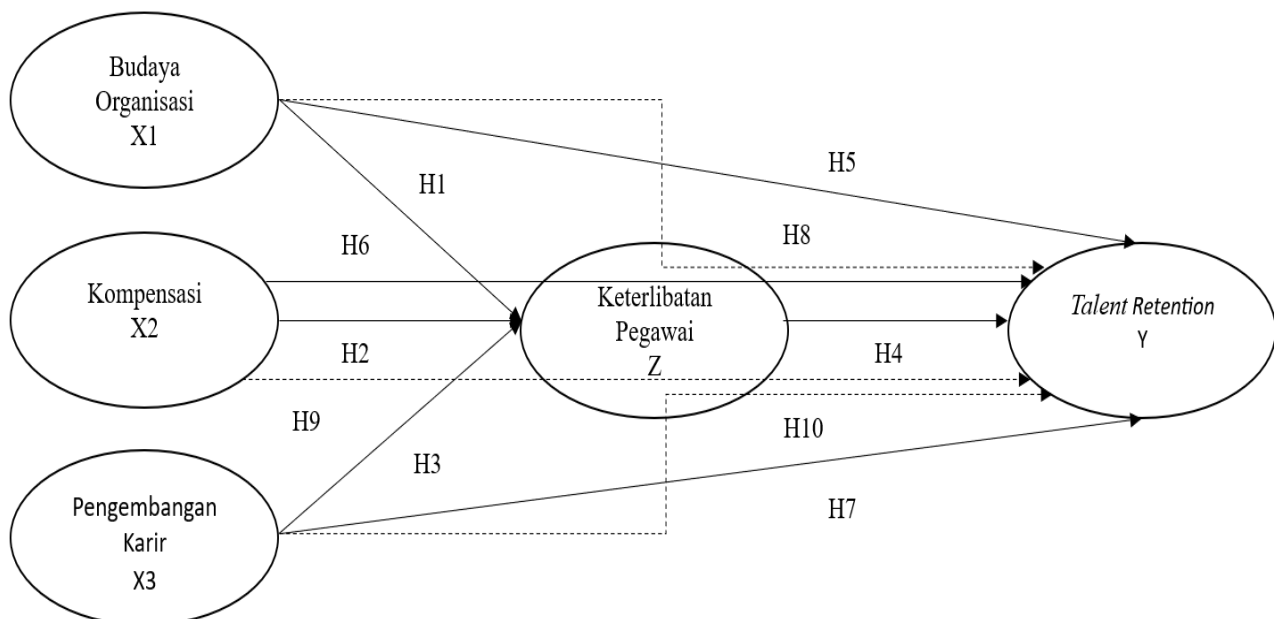 Budaya
Organisasi
X1
H5
H1
H6
H8
Kompensasi
X2
Keterlibatan
Pegawai
Z
Talent Retention
Y
H2
H4
H9
H10
H3
Pengembangan
Karir
X3
H7